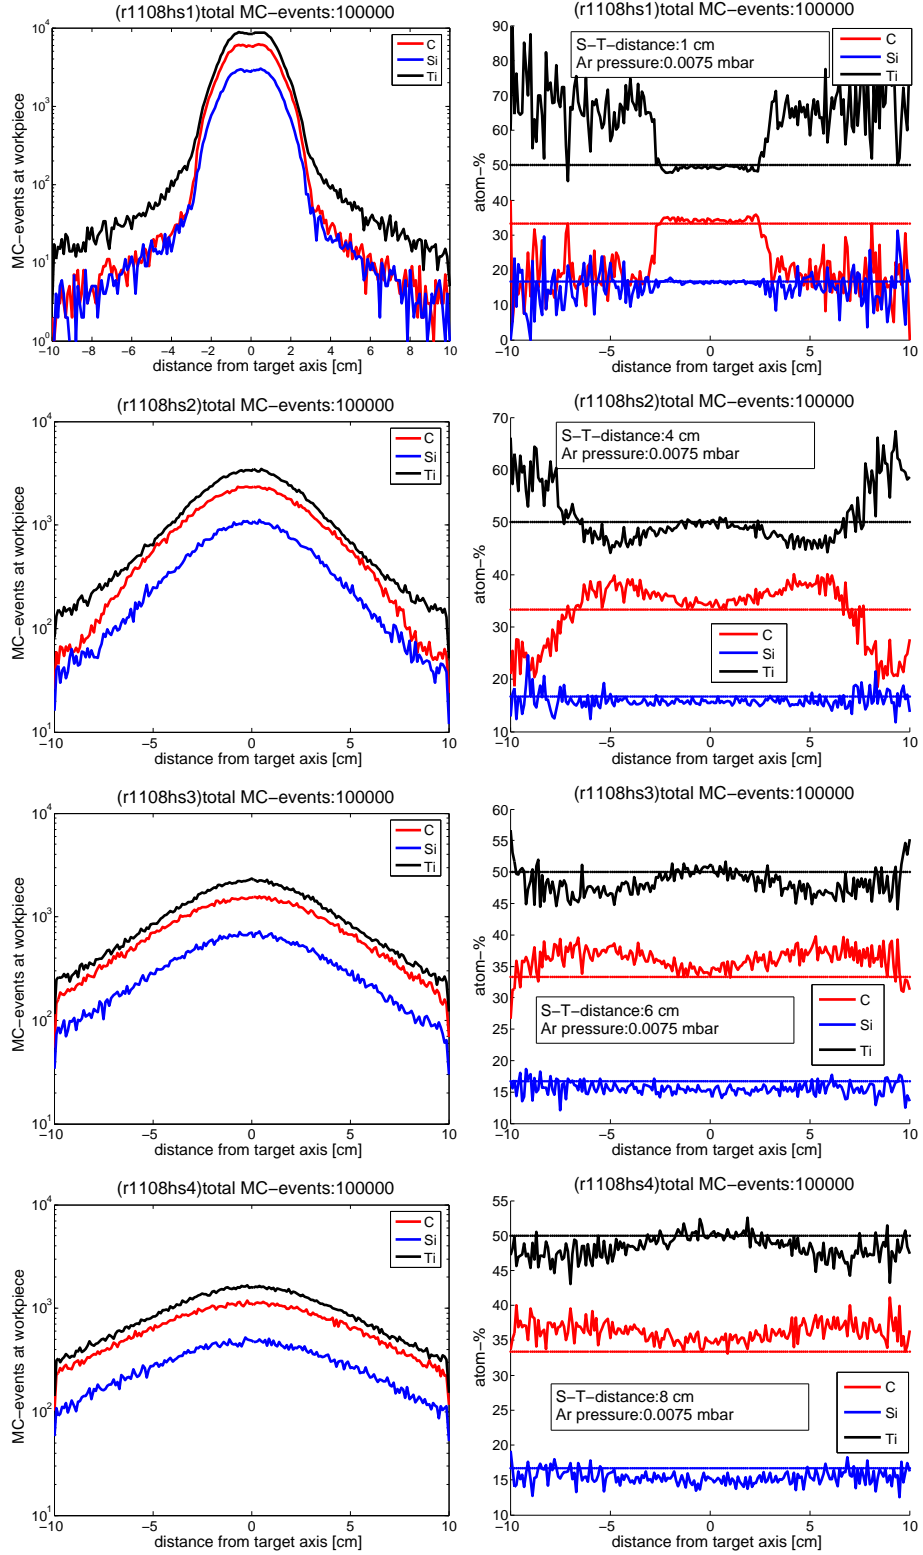 (r1108hs1)total MC−events:100000
MC−events at workpiece
10^4
10^3
10^2
10^1
10^0
C
Si
Ti
−10 −8 −6 −4 −2 0 2 4 6 8 10
distance from target axis [cm]
(r1108hs1)total MC−events:100000
atom−%
90
80
70
60
50
40
30
20
10
0
S−T−distance:1 cm
Ar pressure:0.0075 mbar
C
Si
Ti
−10 −5 0 5 10
distance from target axis [cm]
(r1108hs2)total MC−events:100000
MC−events at workpiece
10^4
10^3
10^2
10^1
C
Si
Ti
−10 −5 0 5 10
distance from target axis [cm]
(r1108hs2)total MC−events:100000
atom−%
70
60
50
40
30
20
10
S−T−distance:4 cm
Ar pressure:0.0075 mbar
C
Si
Ti
−10 −5 0 5 10
distance from target axis [cm]
(r1108hs3)total MC−events:100000
MC−events at workpiece
10^4
10^3
10^2
10^1
C
Si
Ti
−10 −5 0 5 10
distance from target axis [cm]
(r1108hs3)total MC−events:100000
atom−%
60
55
50
45
40
35
30
25
20
15
10
S−T−distance:6 cm
Ar pressure:0.0075 mbar
C
Si
Ti
−10 −5 0 5 10
distance from target axis [cm]
(r1108hs4)total MC−events:100000
MC−events at workpiece
10^4
10^3
10^2
10^1
C
Si
Ti
−10 −5 0 5 10
distance from target axis [cm]
(r1108hs4)total MC−events:100000
atom−%
55
50
45
40
35
30
25
20
15
10
S−T−distance:8 cm
Ar pressure:0.0075 mbar
C
Si
Ti
−10 −5 0 5 10
distance from target axis [cm]